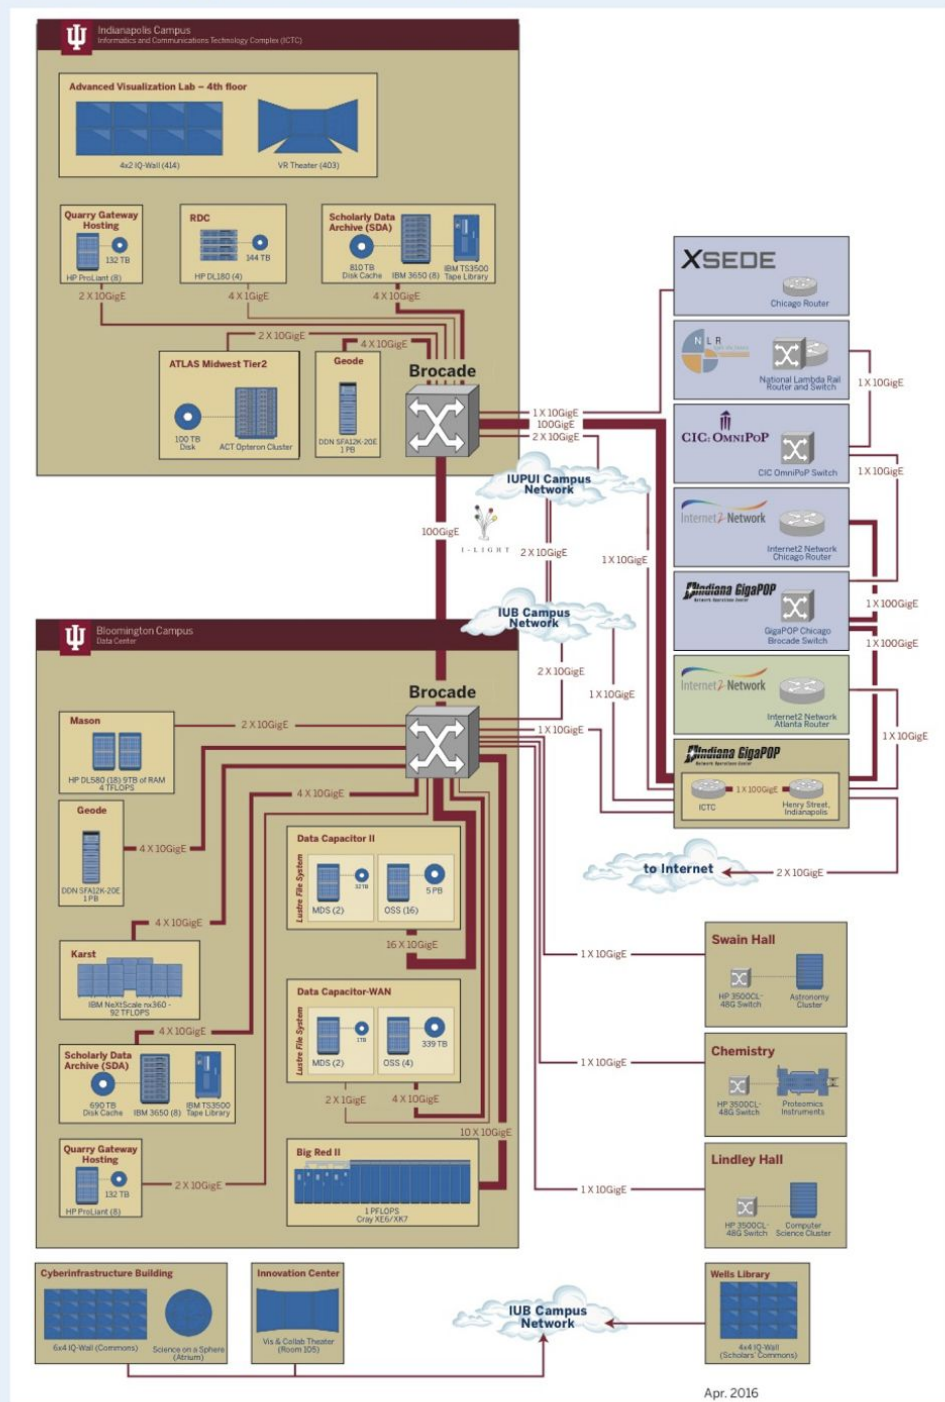 Indianapolis Campus
Informatics and Communications Technology Complex (ICTC)
Advanced Visualization Lab – 4th floor
4x2 IQ-Wall (414)
VR Theater (403)
Quarry Gateway
Hosting
132 TB
HP ProLiant (8)
RDC
144 TB
HP DL180 (4)
Scholarly Data
Archive (SDA)
810 TB
Disk Cache
IBM 3650 (8)
IBM TS3500
Tape Library
2 X 10GigE
4 X 1GigE
4 X 10GigE
2 X 10GigE
4 X 10GigE
ATLAS Midwest Tier2
100 TB
Disk
ACT Opteron Cluster
Geode
DDN SFA12K-20E
1 PB
Brocade
1 X 10GigE
100GigE
2 X 10GigE
IUPUI Campus
Network
100GigE
I-LIGHT
2 X 10GigE
1 X 10GigE
IUB Campus
Network
2 X 10GigE
1 X 10GigE
XSEDE
Chicago Router
NLR
National Lambda Rail
Router and Switch
1 X 10GigE
CIC: OMNIPOP
CIC OmniPoP Switch
1 X 10GigE
Internet2 Network
Internet2 Network
Chicago Router
Indiana GigaPOP
Network Operations Center
GigaPOP Chicago
Brocade Switch
1 X 100GigE
1 X 100GigE
Internet2 Network
Internet2 Network
Atlanta Router
1 X 10GigE
Indiana GigaPOP
Network Operations Center
ICTC
1 X 100GigE
Henry Street,
Indianapolis
to Internet
2 X 10GigE
Bloomington Campus
Data Center
Brocade
1 X 10GigE
Mason
HP DL580 (18) 9TB of RAM
4 TFLOPS
2 X 10GigE
Geode
DDN SFA12K-20E
1 PB
4 X 10GigE
4 X 10GigE
Karst
IBM NeXtScale nx360 -
92 TFLOPS
4 X 10GigE
4 X 10GigE
Scholarly Data
Archive (SDA)
690 TB
Disk Cache
IBM 3650 (8)
IBM TS3500
Tape Library
Quarry Gateway
Hosting
132 TB
HP ProLiant (8)
2 X 10GigE
Data Capacitor II
Lustre File System
32TB
MDS (2)
5 PB
OSS (16)
16 X 10GigE
Data Capacitor-WAN
Lustre File System
1TB
MDS (2)
339 TB
OSS (4)
2 X 1GigE
4 X 10GigE
10 X 10GigE
Big Red II
1 PFLOPS
Cray XE6/XK7
1 X 10GigE
Swain Hall
HP 3500CL-
48G Switch
Astronomy
Cluster
1 X 10GigE
Chemistry
HP 3500CL-
48G Switch
Proteomics
Instruments
1 X 10GigE
Lindley Hall
HP 3500CL-
48G Switch
Computer
Science Cluster
Cyberinfrastructure Building
6x4 IQ-Wall (Commons)
Science on a Sphere
(Atrium)
Innovation Center
Vis & Collab Theater
(Room 105)
IUB Campus
Network
Wells Library
4x4 IQ-Wall
(Scholars' Commons)
Apr. 2016